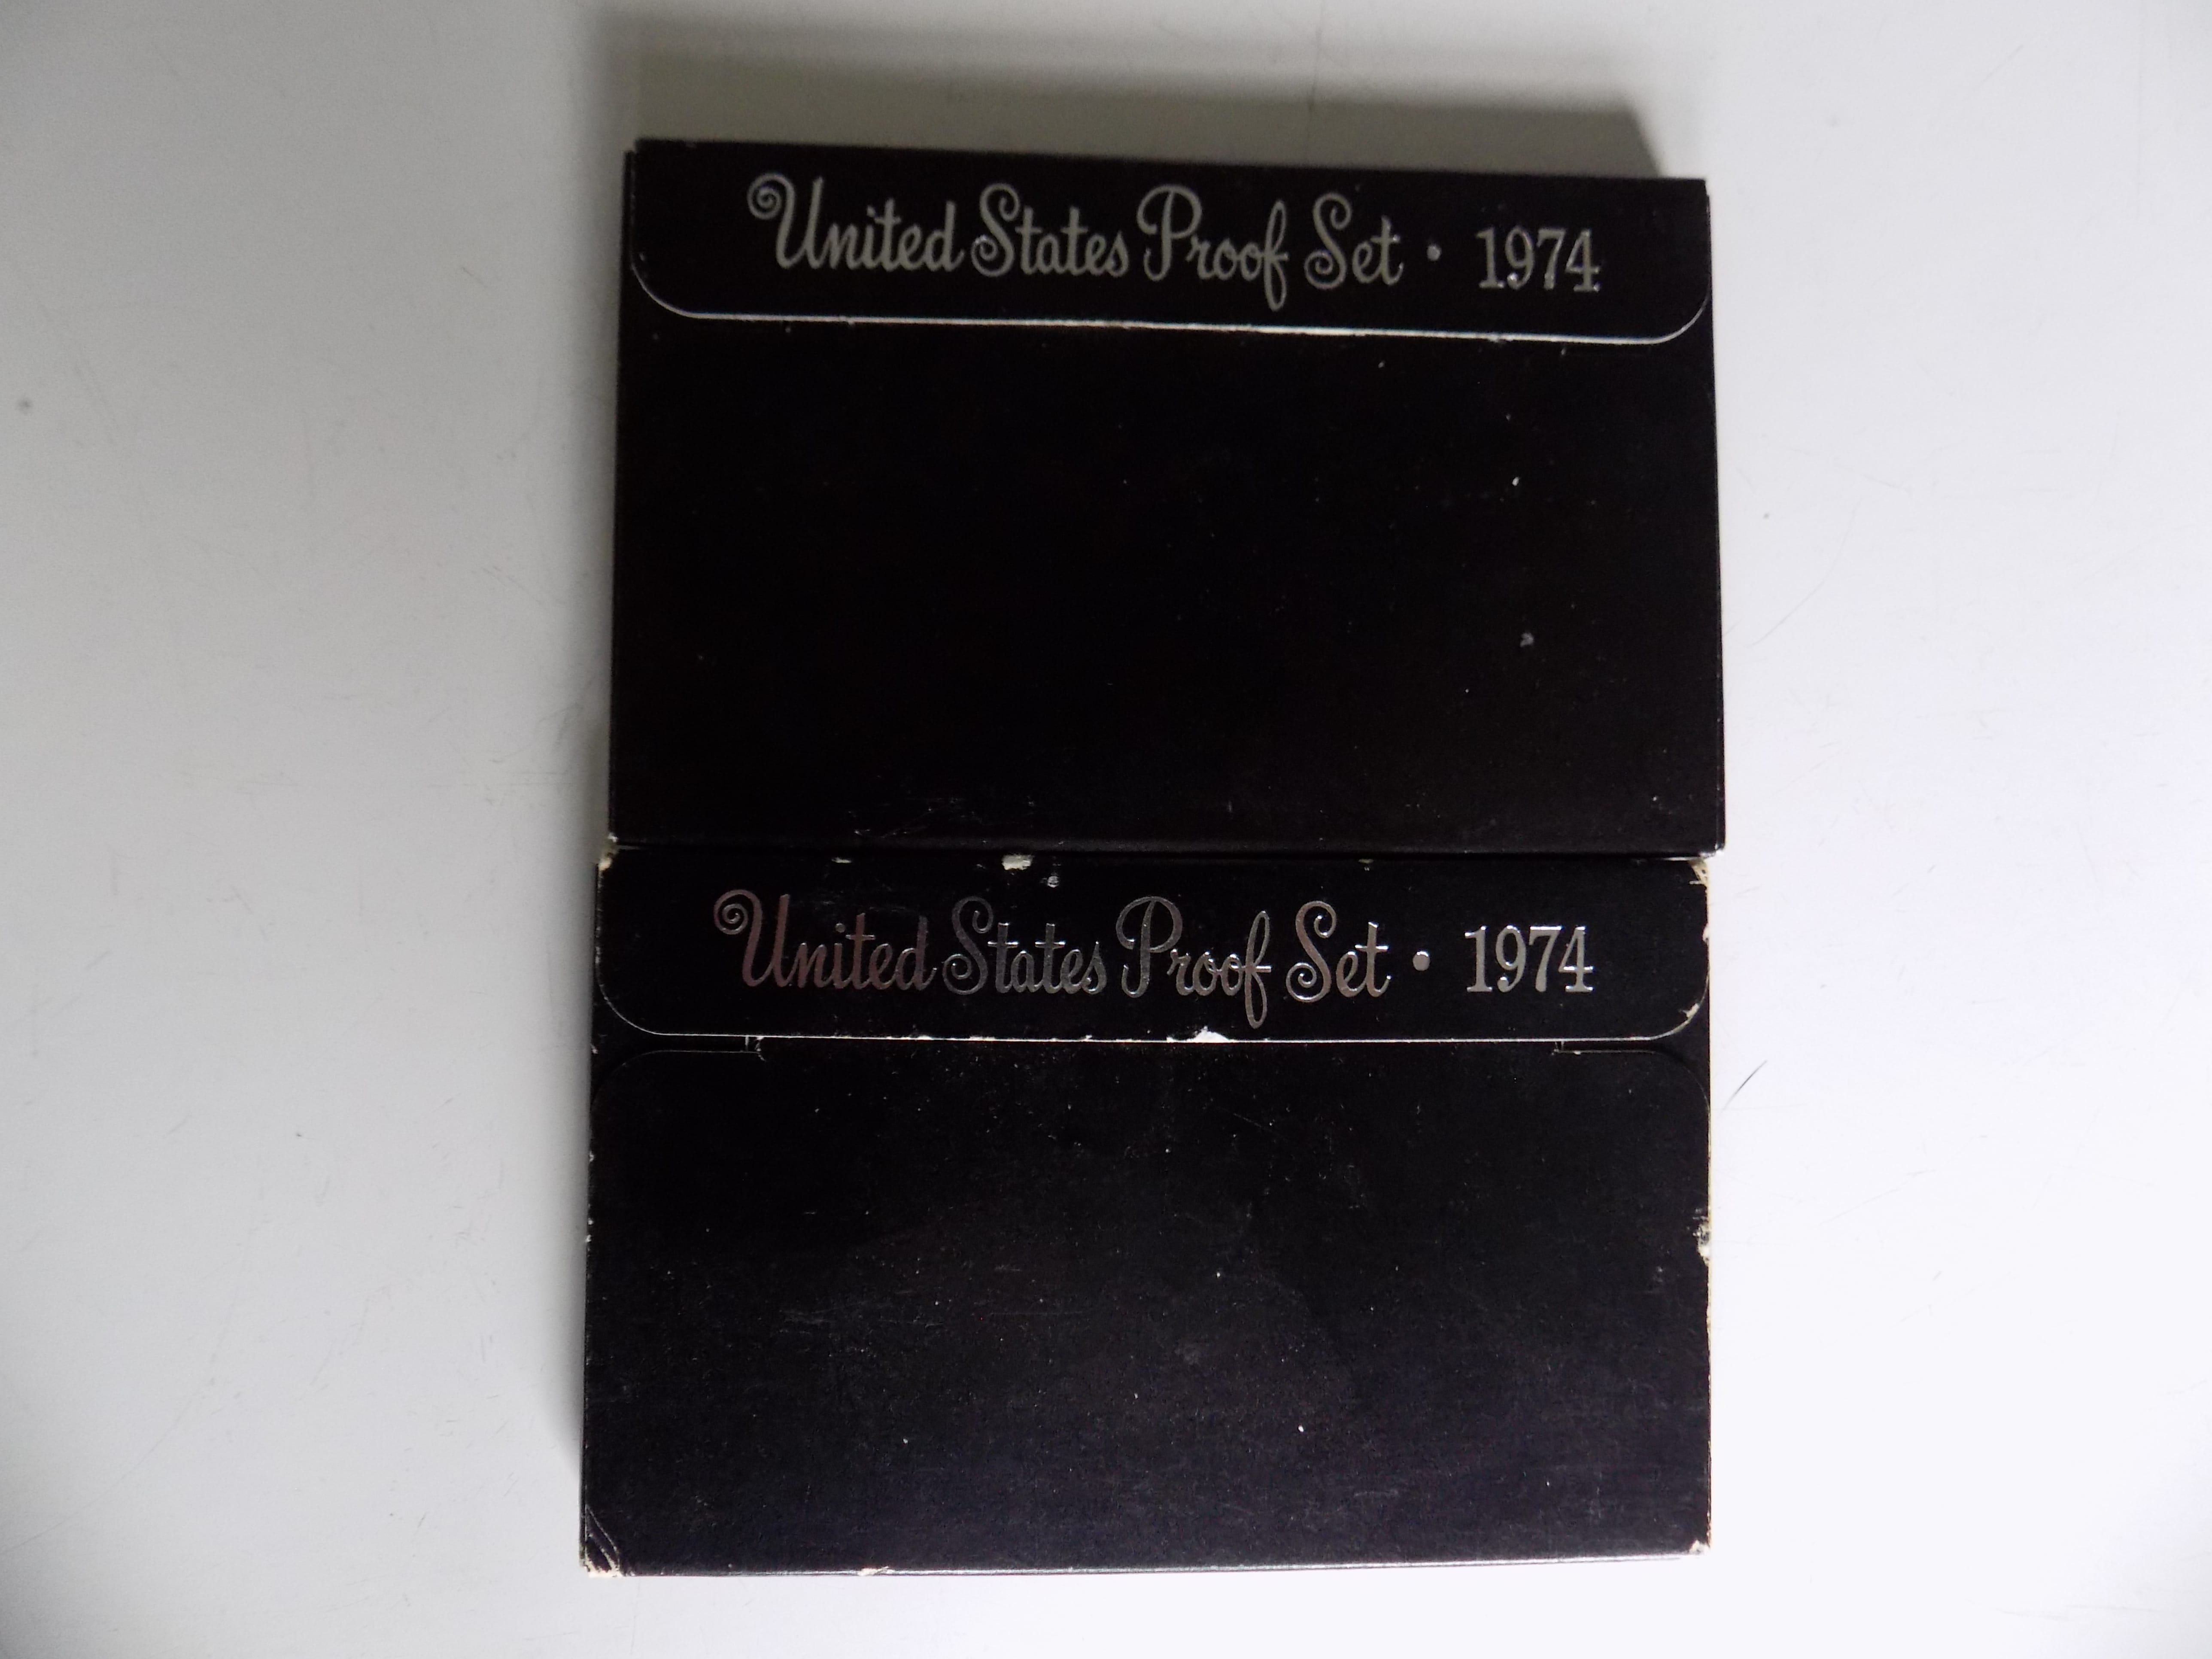 United States Proof Set • 1974
United States Proof Set • 1974